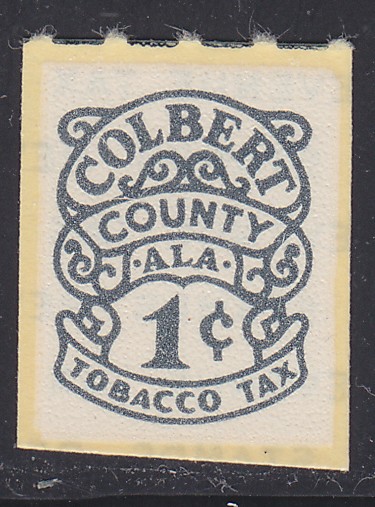 COLBERT
COUNTY
·ALA·
1¢
TOBACCO TAX